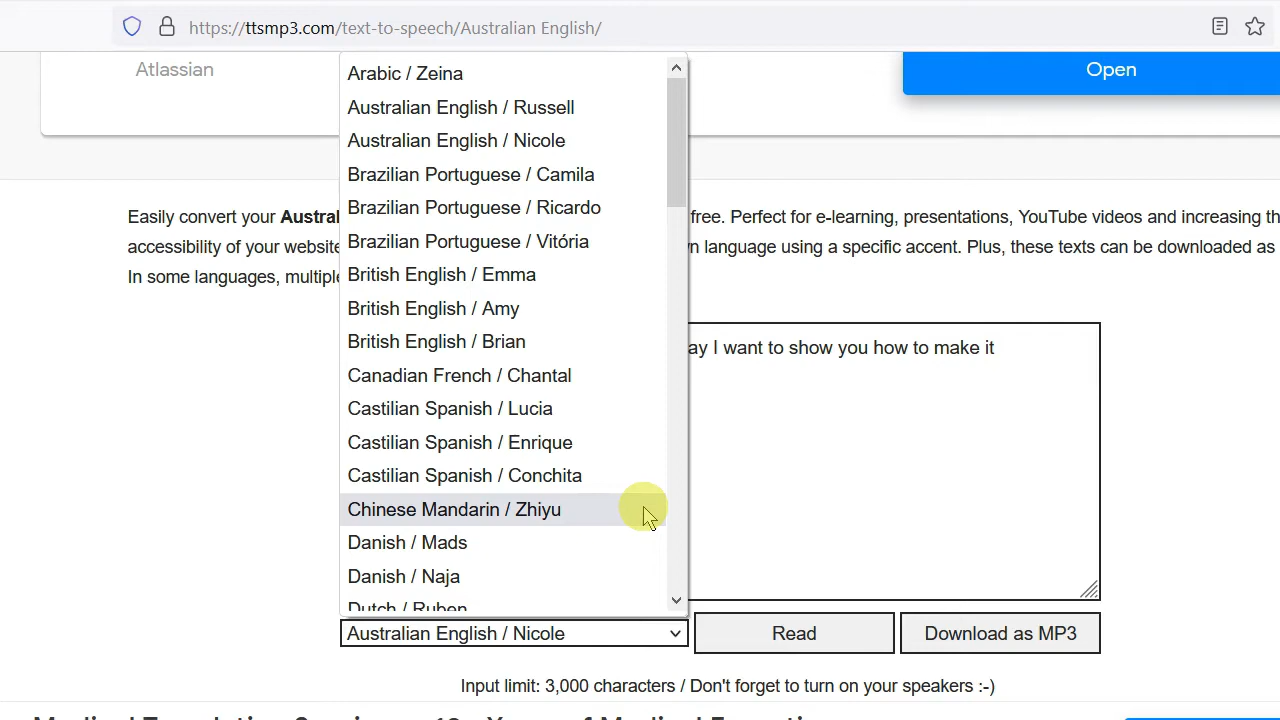 https://ttsmp3.com/text-to-speech/Australian English/
Atlassian
Open
Arabic / Zeina
Australian English / Russell
Australian English / Nicole
Brazilian Portuguese / Camila
Brazilian Portuguese / Ricardo
Brazilian Portuguese / Vitória
British English / Emma
British English / Amy
British English / Brian
Canadian French / Chantal
Castilian Spanish / Lucia
Castilian Spanish / Enrique
Castilian Spanish / Conchita
Chinese Mandarin / Zhiyu
Danish / Mads
Danish / Naja
Dutch / Ruben
Easily convert your Austral free. Perfect for e-learning, presentations, YouTube videos and increasing th
accessibility of your website n language using a specific accent. Plus, these texts can be downloaded as
In some languages, multiple
ay I want to show you how to make it
Australian English / Nicole
Read
Download as MP3
Input limit: 3,000 characters / Don't forget to turn on your speakers :-)